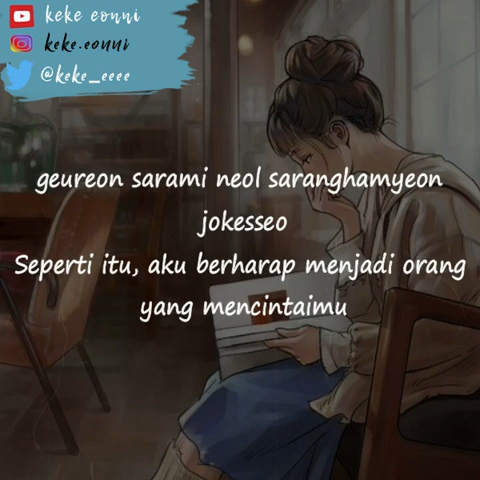 keke eonni
keke.eonni
@keke_eeee
geureon sarami neol saranghamyeon
jokesseo
Seperti itu, aku berharap menjadi orang
yang mencintaimu